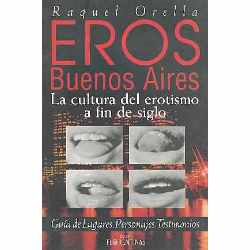 Raquel Orella
EROS
Buenos Aires
La cultura del erotismo
a fin de siglo
Guía de Lugares, Personajes, Testimonios